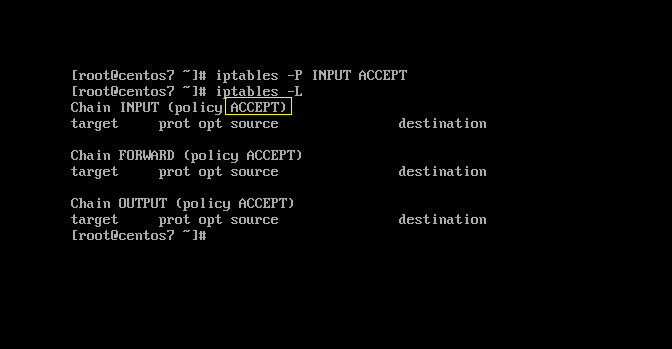 [root@centos7 ~]# iptables -P INPUT ACCEPT
[root@centos7 ~]# iptables -L
Chain INPUT (policy ACCEPT)
target     prot opt source               destination
Chain FORWARD (policy ACCEPT)
target     prot opt source               destination
Chain OUTPUT (policy ACCEPT)
target     prot opt source               destination
[root@centos7 ~]#